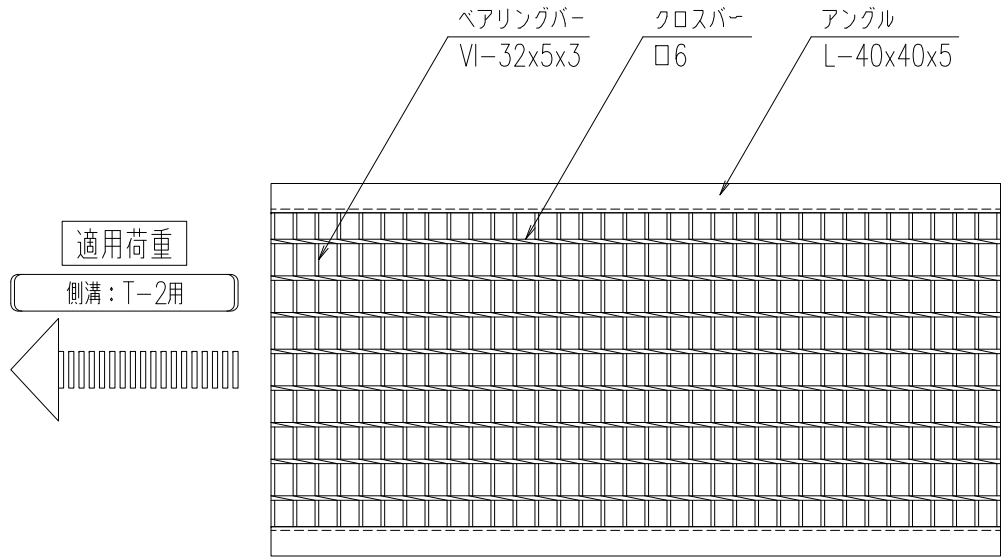 ベアリングバー
VI-32x5x3
クロスバー
□6
アングル
L-40x40x5
適用荷重
側溝：T-2用